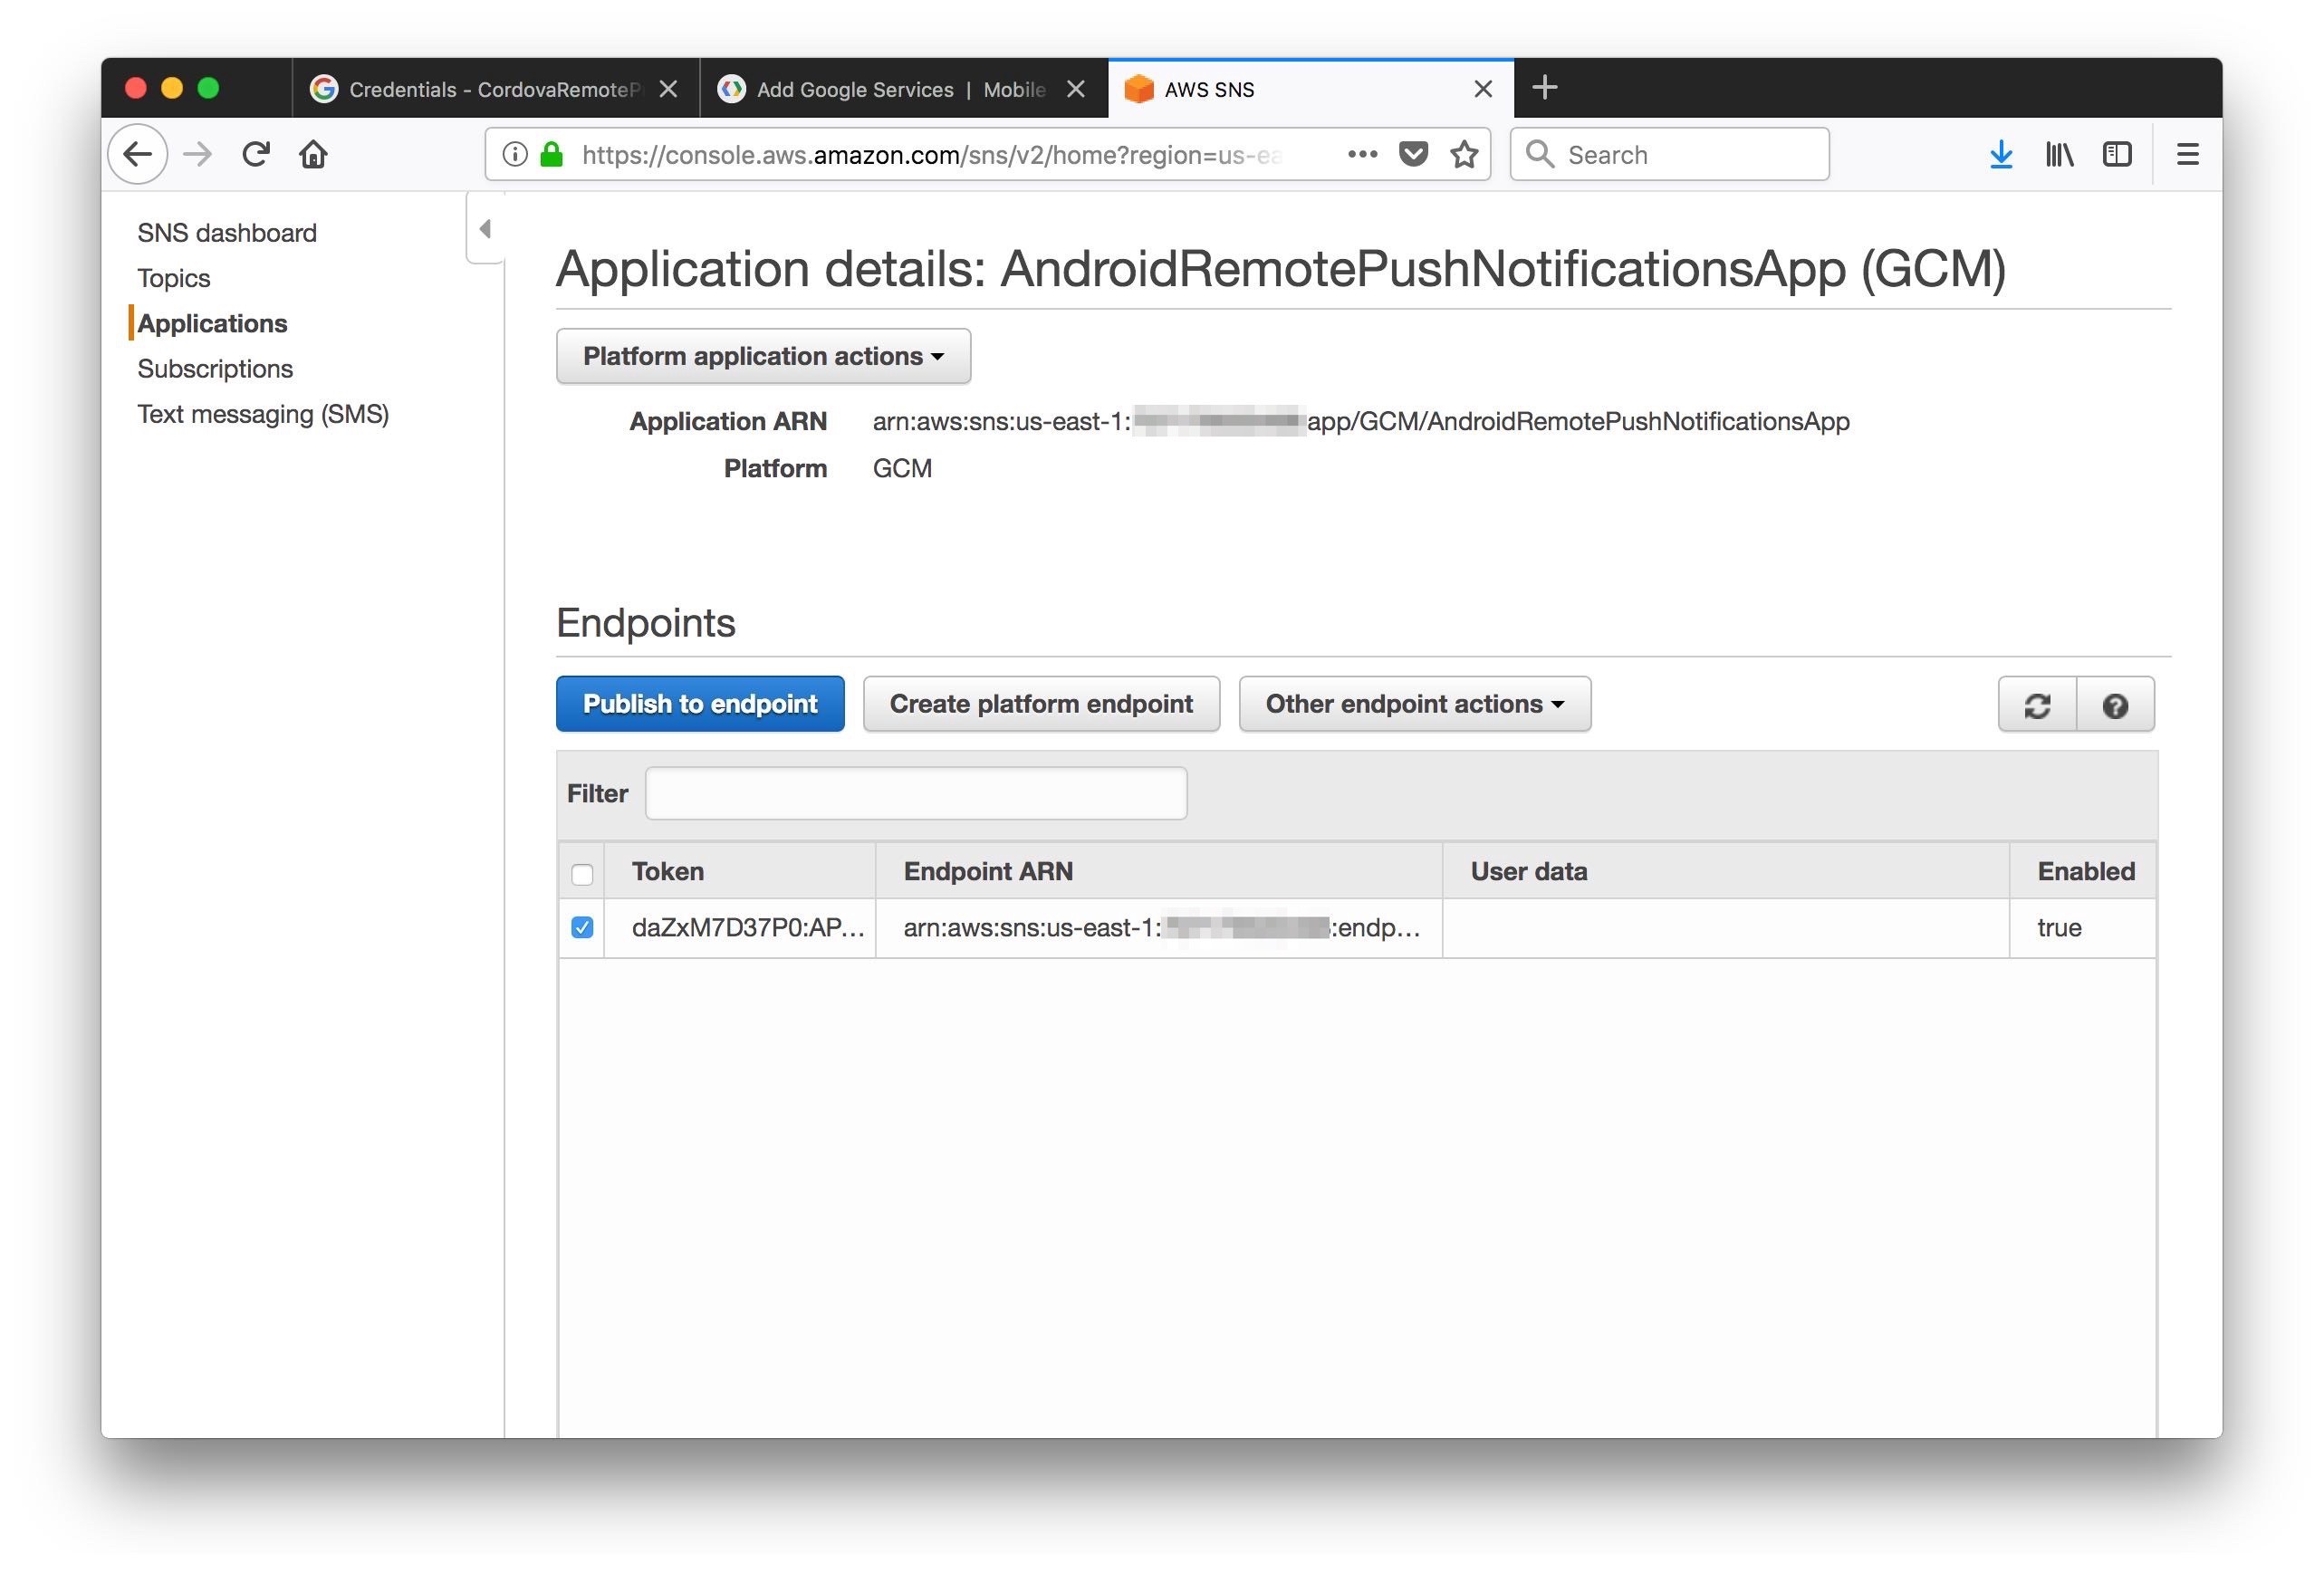 Credentials - CordovaRemoteP
Add Google Services | Mobile
AWS SNS
https://console.aws.amazon.com/sns/v2/home?region=us-ea
Search
SNS dashboard
Topics
Applications
Subscriptions
Text messaging (SMS)
Application details: AndroidRemotePushNotificationsApp (GCM)
Platform application actions
Application ARN arn:aws:sns:us-east-1: app/GCM/AndroidRemotePushNotificationsApp
Platform GCM
Endpoints
Publish to endpoint Create platform endpoint Other endpoint actions
Filter
Token Endpoint ARN User data Enabled
daZxM7D37P0:AP... arn:aws:sns:us-east-1: :endp... true